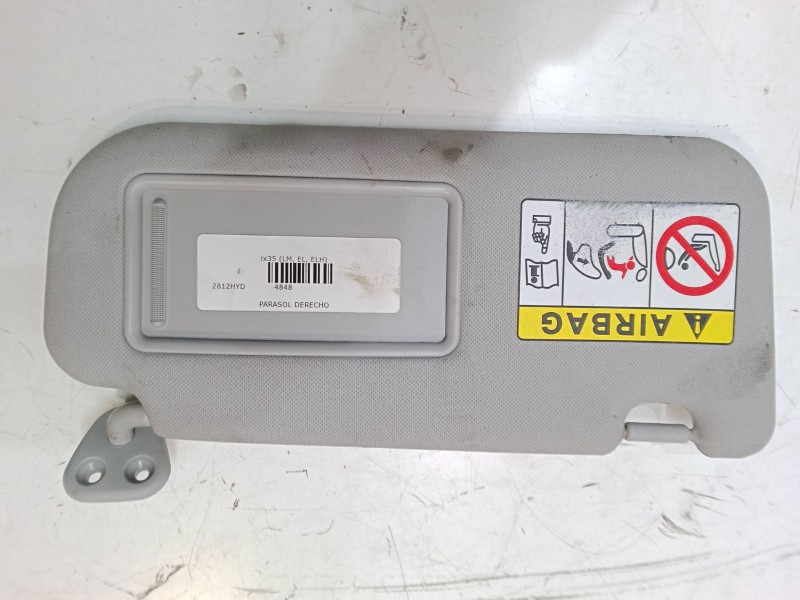 ix35 (LM, EL, ELH)
2812HYD
4848
PARASOL DERECHO
AIRBAG